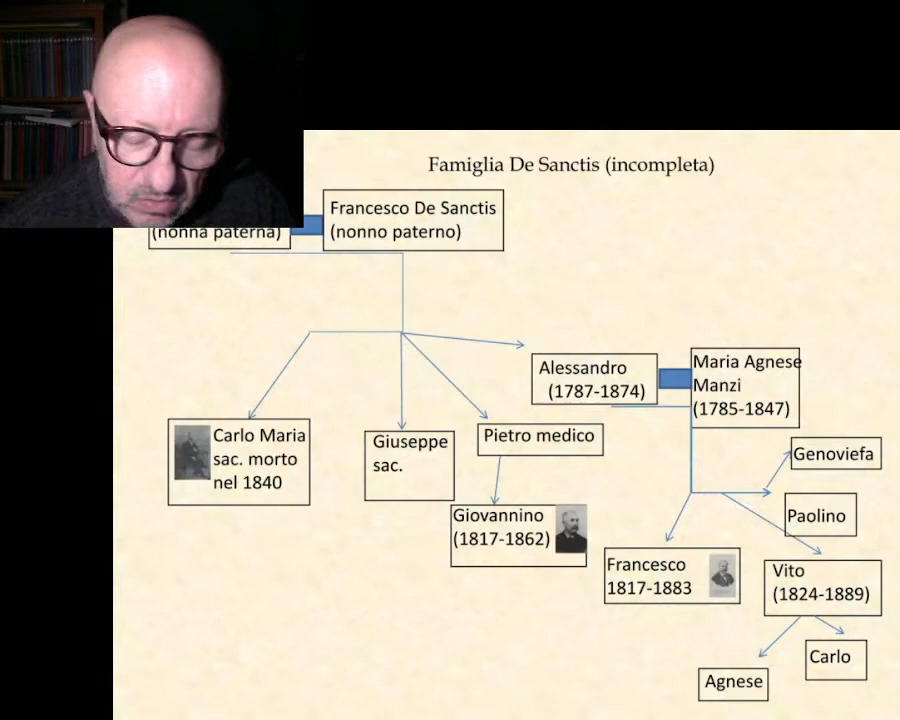 Famiglia De Sanctis (incompleta)
(nonna paterna)
Francesco De Sanctis
(nonno paterno)
Alessandro
(1787-1874)
Maria Agnese
Manzi
(1785-1847)
Carlo Maria
sac. morto
nel 1840
Giuseppe
sac.
Pietro medico
Giovannino
(1817-1862)
Genoviefa
Paolino
Francesco
1817-1883
Vito
(1824-1889)
Agnese
Carlo